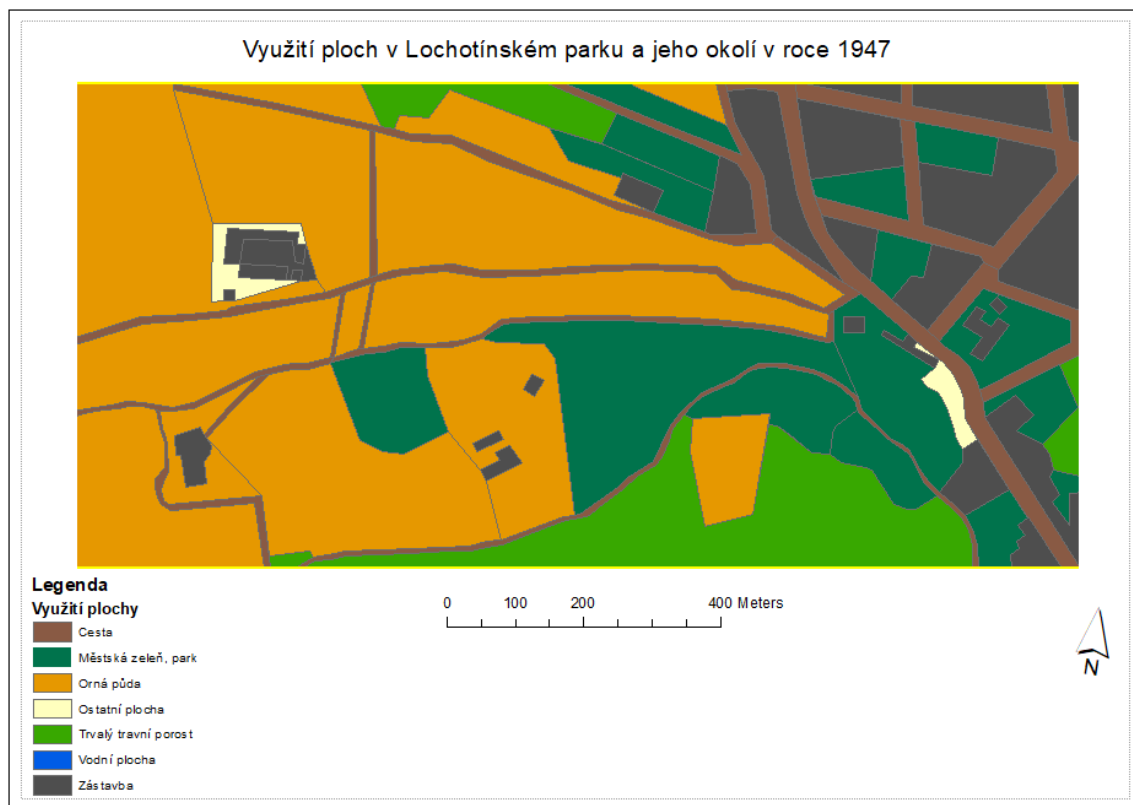 Využití ploch v Lochotínském parku a jeho okolí v roce 1947
Legenda
Využití plochy
Cesta
Městská zeleň, park
Orná půda
Ostatní plocha
Trvalý travní porost
Vodní plocha
Zástavba
0 100 200 400 Meters
N